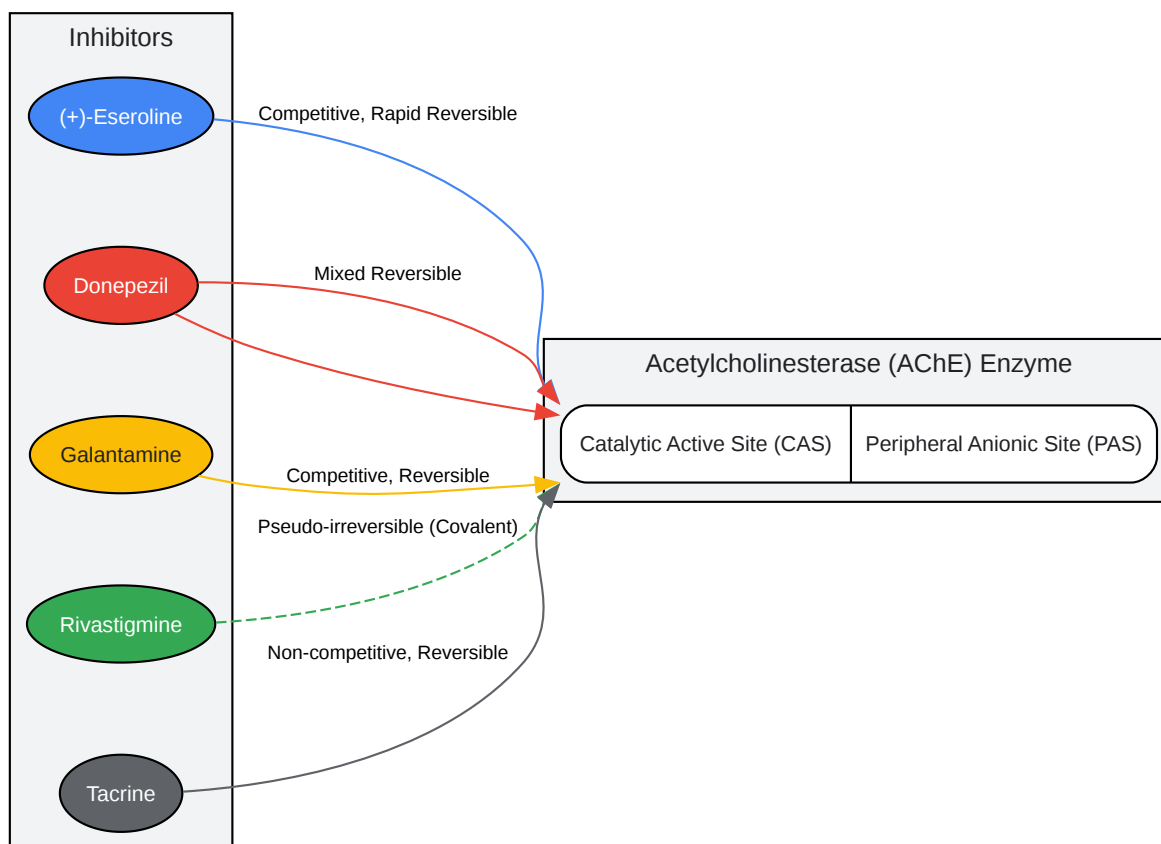 Inhibitors
(+)-Eseroline
Competitive, Rapid Reversible
Donepezil
Mixed Reversible
Acetylcholinesterase (AChE) Enzyme
Catalytic Active Site (CAS)
Peripheral Anionic Site (PAS)
Galantamine
Competitive, Reversible
Pseudo-irreversible (Covalent)
Rivastigmine
Non-competitive, Reversible
Tacrine